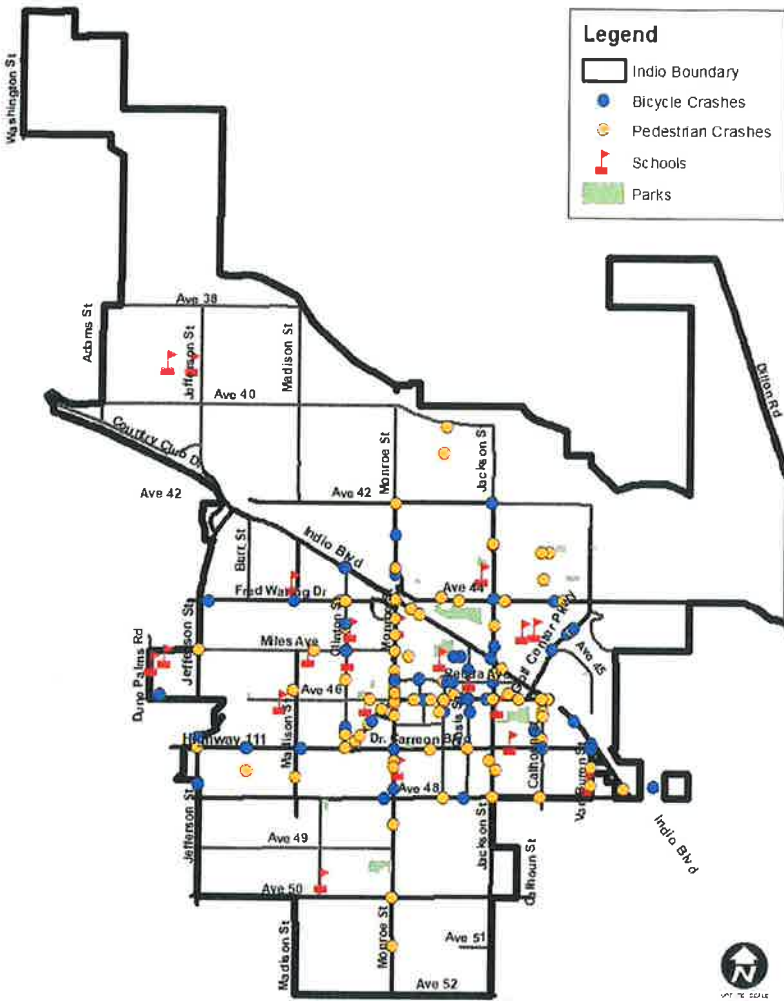 Legend
Indio Boundary
Bicycle Crashes
Pedestrian Crashes
Schools
Parks
Washington St
Ave 38
Adams St
Jefferson St
Madison St
Dillon Rd
Ave 40
Country Club Dr
Monroe St
Jackson St
Ave 42
Ave 42
Indio Blvd
Burr St
Fred Waring Dr
Ave 44
Clinton St
Monroe St
Golf Center Pkwy
Jefferson St
Miles Ave
Ave 45
Dune Palms Rd
Ave 46
Madison St
Highway 111
Dr. Carreon Blvd
Calhoun
Van Buren St
Ave 48
Jefferson St
Jackson St
Indio Blvd
Ave 49
Calhoun St
Ave 50
Madison St
Monroe St
Ave 51
Ave 52
N